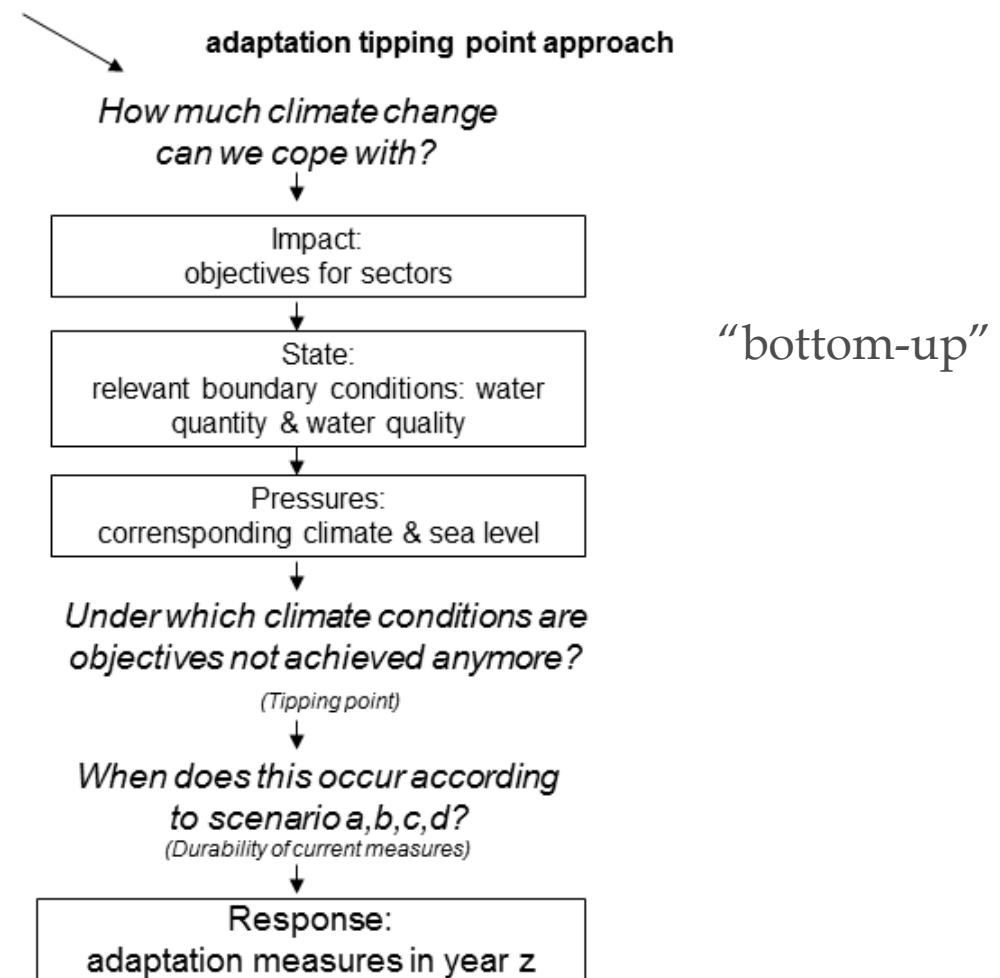 adaptation tipping point approach
How much climate change
can we cope with?
Impact:
objectives for sectors
State:
relevant boundary conditions: water
quantity & water quality
“bottom-up”
Pressures:
corrensponding climate & sea level
Under which climate conditions are
objectives not achieved anymore?
(Tipping point)
When does this occur according
to scenario a,b,c,d?
(Durability of current measures)
Response:
adaptation measures in year z